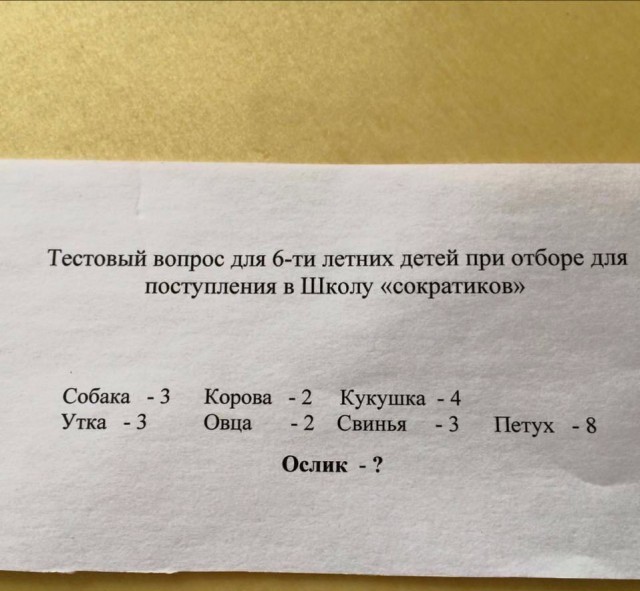 Тестовый вопрос для 6-ти летних детей при отборе для
поступления в Школу «сократиков»
Собака - 3 Корова - 2 Кукушка - 4
Утка - 3 Овца - 2 Свинья - 3 Петух - 8
Ослик - ?